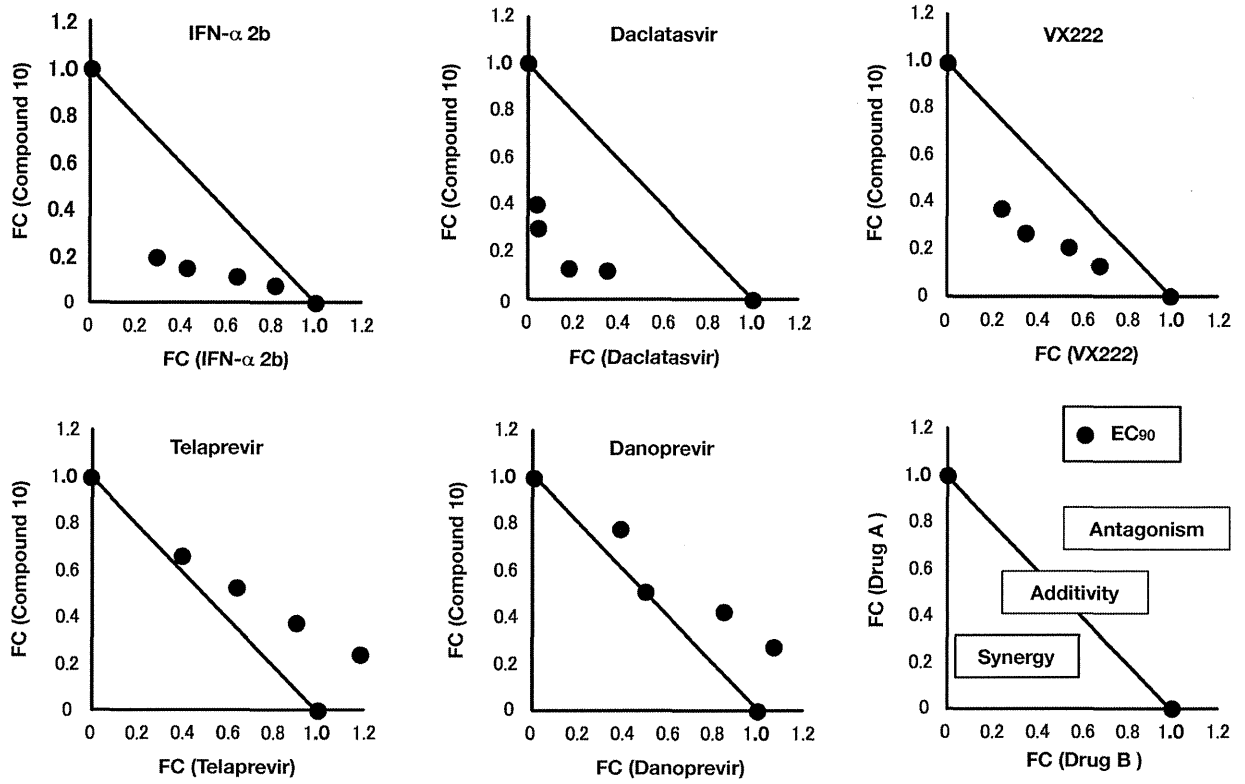 IFN-α 2b
FC (Compound 10)
1.2
1.0
0.8
0.6
0.4
0.2
0
0 0.2 0.4 0.6 0.8 1.0 1.2
FC (IFN-α 2b)
Daclatasvir
FC (Compound 10)
1.2
1.0
0.8
0.6
0.4
0.2
0
0 0.2 0.4 0.6 0.8 1.0 1.2
FC (Daclatasvir)
VX222
FC (Compound 10)
1.2
1.0
0.8
0.6
0.4
0.2
0
0 0.2 0.4 0.6 0.8 1.0 1.2
FC (VX222)
Telaprevir
FC (Compound 10)
1.2
1.0
0.8
0.6
0.4
0.2
0
0 0.2 0.4 0.6 0.8 1.0 1.2
FC (Telaprevir)
Danoprevir
FC (Compound 10)
1.2
1.0
0.8
0.6
0.4
0.2
0
0 0.2 0.4 0.6 0.8 1.0 1.2
FC (Danoprevir)
EC90
Antagonism
Additivity
Synergy
FC (Drug A )
1.2
1.0
0.8
0.6
0.4
0.2
0
0 0.2 0.4 0.6 0.8 1.0 1.2
FC (Drug B )